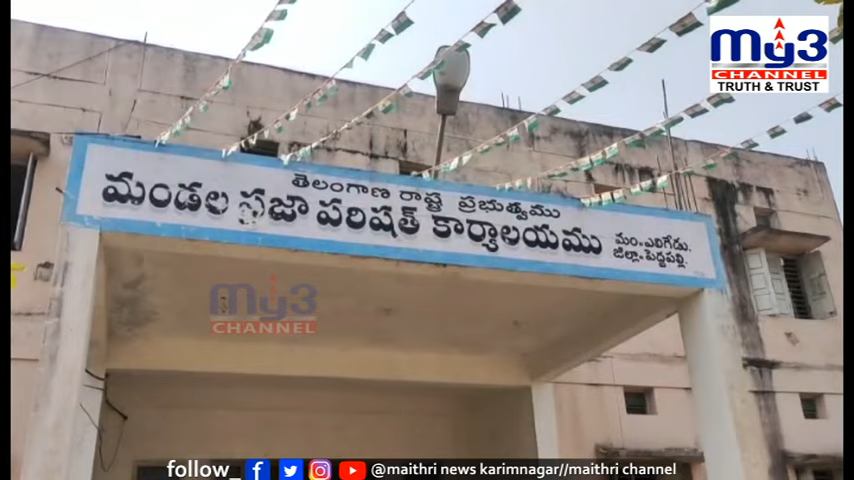 My3
CHANNEL
TRUTH & TRUST
తెలంగాణ రాష్ట్ర ప్రభుత్వము
మండల ప్రజా పరిషత్ కార్యాలయము
మం.ఎలిగేడు.
జిల్లా.పెద్దపల్లి.
My3
CHANNEL
follow_ @maithri news karimnagar//maithri channel